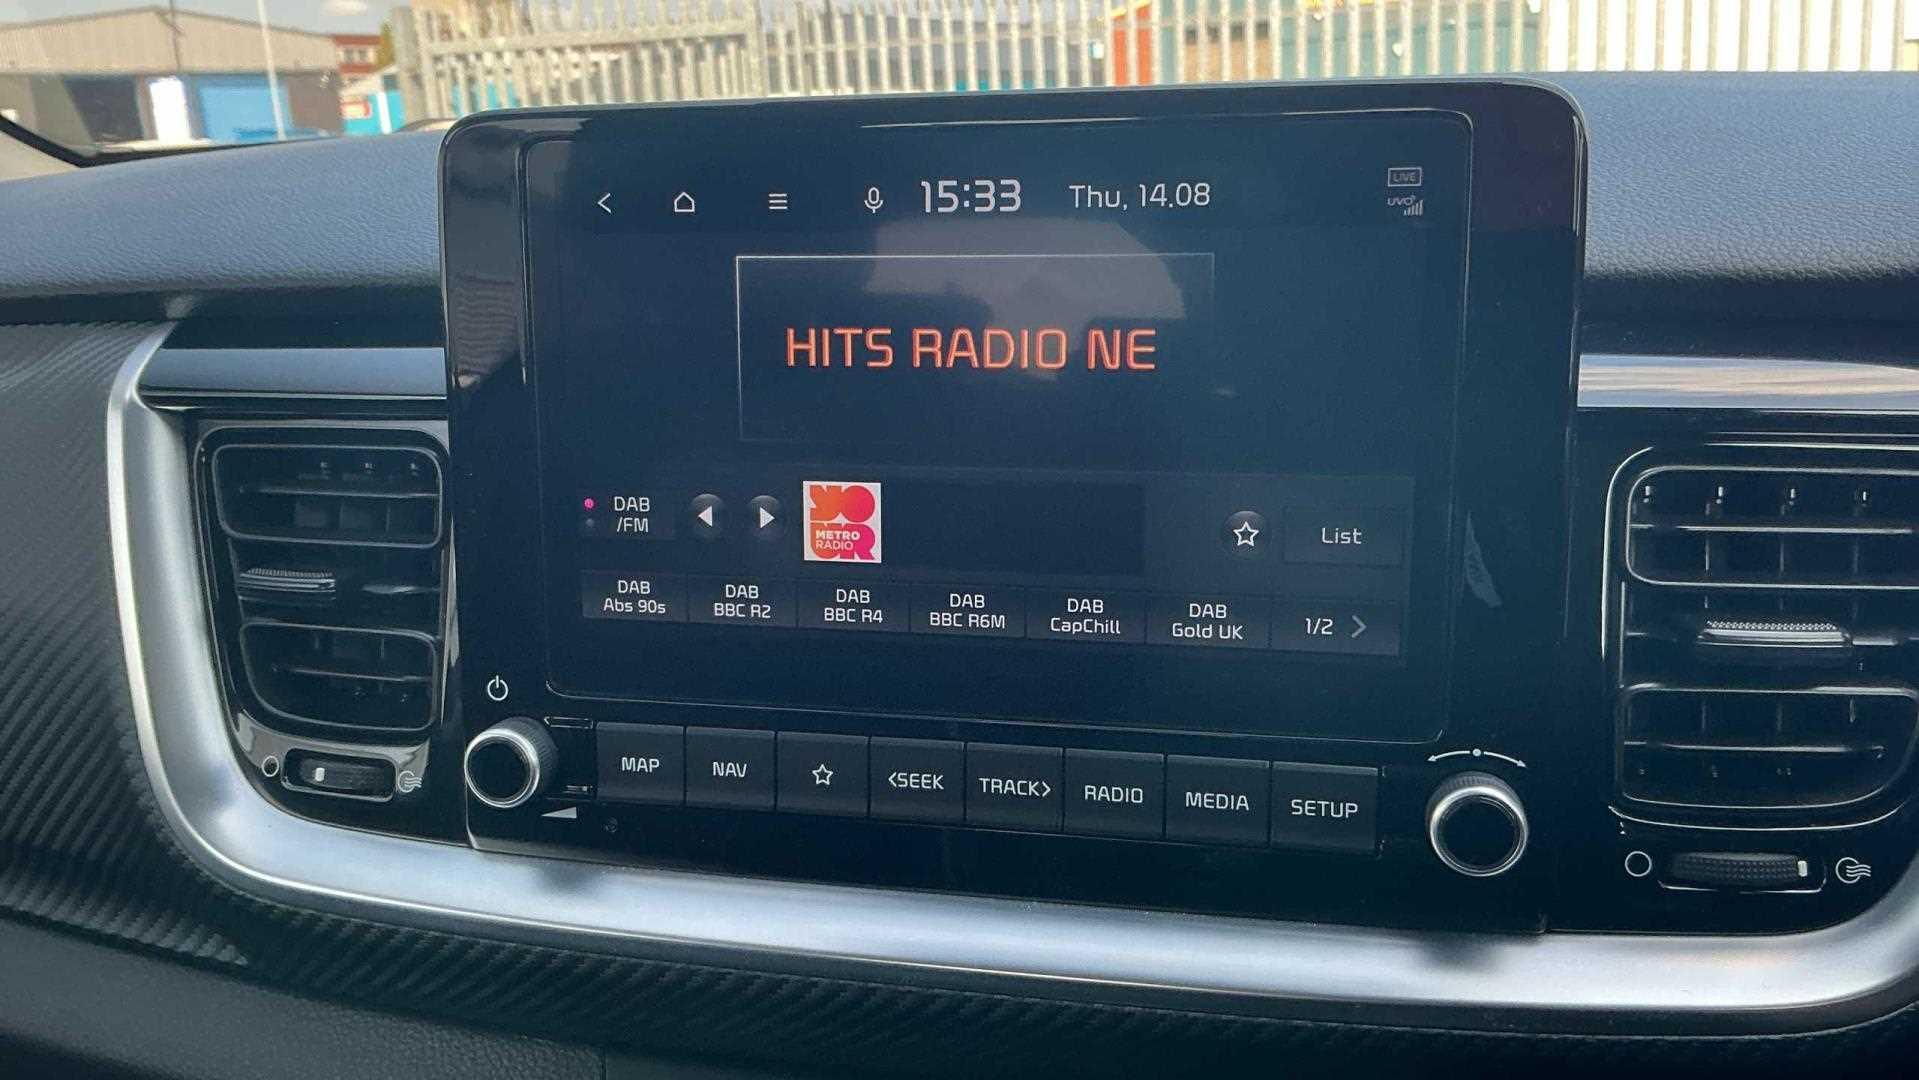 15:33 Thu, 14.08
LIVE
UVO
HITS RADIO NE
DAB
/FM
METRO
RADIO
List
DAB
Abs 90s
DAB
BBC R2
DAB
BBC R4
DAB
BBC R6M
DAB
CapChill
DAB
Gold UK
1/2 >
MAP
NAV
<SEEK
TRACK>
RADIO
MEDIA
SETUP